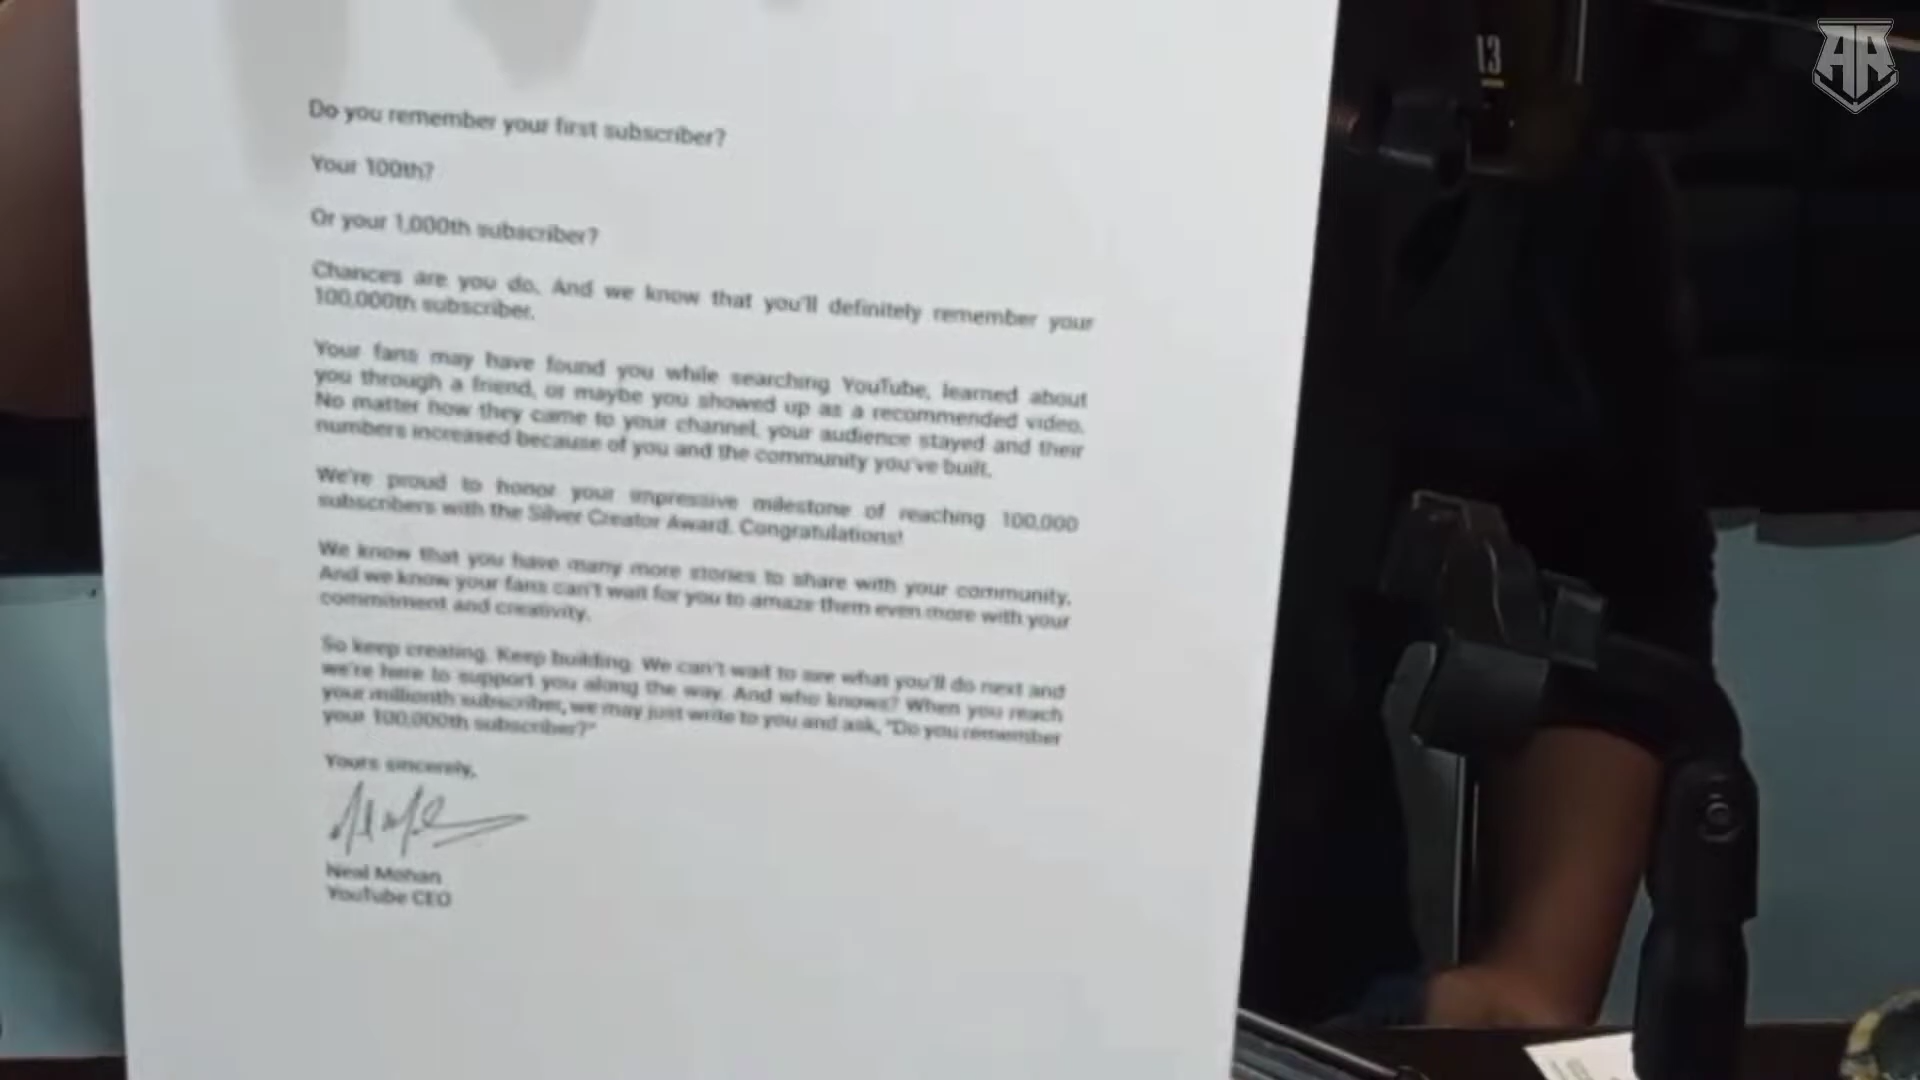 13
AA
Do you remember your first subscriber?
Your 100th?
Or your 1,000th subscriber?
Chances are you do. And we know that you'll definitely remember your
100,000th subscriber.
Your fans may have found you while searching YouTube, learned about
you through a friend, or maybe you showed up as a recommended video.
No matter how they came to your channel, your audience stayed and their
numbers increased because of you and the community you've built.
We're proud to honor your impressive milestone of reaching 100,000
subscribers with the Silver Creator Award. Congratulations!
We know that you have many more stories to share with your community.
And we know your fans can't wait for you to amaze them even more with your
commitment and creativity.
So keep creating. Keep building. We can't wait to see what you'll do next and
we're here to support you along the way. And who knows? When you reach
your millionth subscriber, we may just write to you and ask, "Do you remember
your 100,000th subscriber?"
Yours sincerely,
Neal Mohan
YouTube CEO